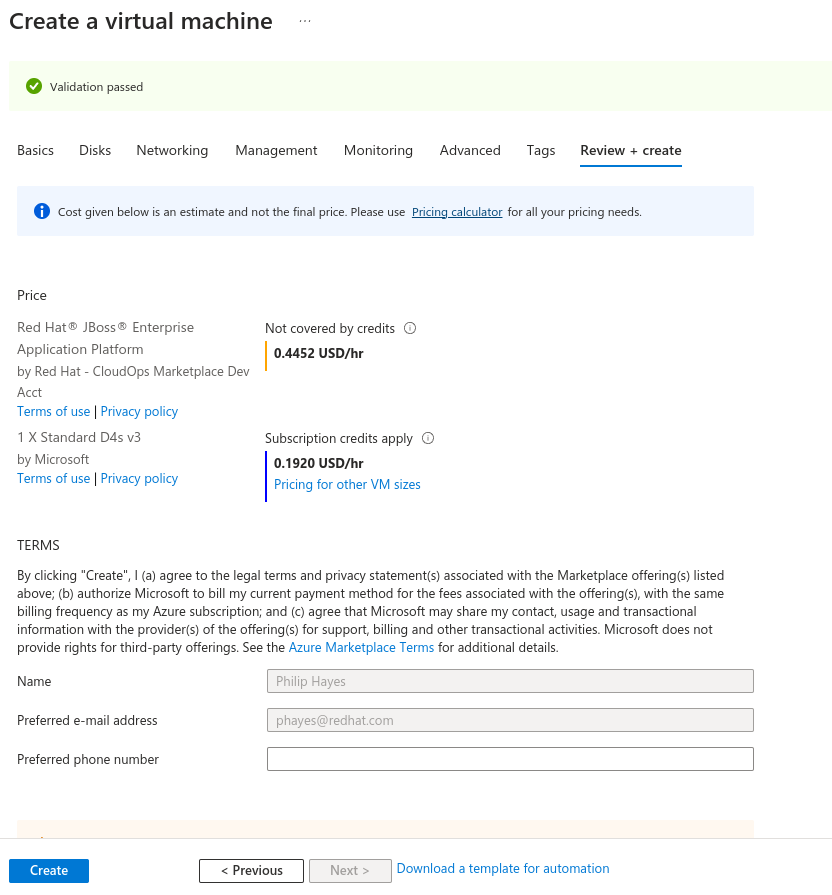 Create a virtual machine ...
Validation passed
Basics Disks Networking Management Monitoring Advanced Tags Review + create
Cost given below is an estimate and not the final price. Please use Pricing calculator for all your pricing needs.
Price
Red Hat® JBoss® Enterprise
Application Platform
by Red Hat - CloudOps Marketplace Dev
Acct
Terms of use | Privacy policy
Not covered by credits
0.4452 USD/hr
1 X Standard D4s v3
by Microsoft
Terms of use | Privacy policy
Subscription credits apply
0.1920 USD/hr
Pricing for other VM sizes
TERMS
By clicking "Create", I (a) agree to the legal terms and privacy statement(s) associated with the Marketplace offering(s) listed
above; (b) authorize Microsoft to bill my current payment method for the fees associated with the offering(s), with the same
billing frequency as my Azure subscription; and (c) agree that Microsoft may share my contact, usage and transactional
information with the provider(s) of the offering(s) for support, billing and other transactional activities. Microsoft does not
provide rights for third-party offerings. See the Azure Marketplace Terms for additional details.
Name Philip Hayes
Preferred e-mail address phayes@redhat.com
Preferred phone number
Create < Previous Next > Download a template for automation